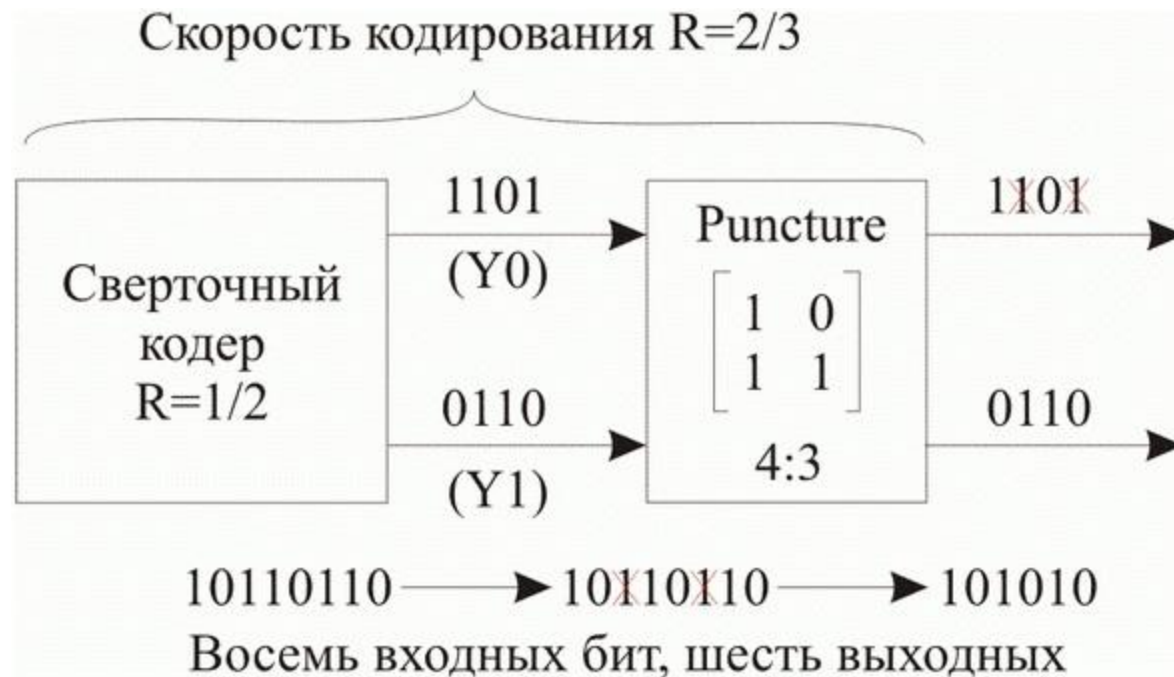 Скорость кодирования R=2/3
Сверточный
кодер
R=1/2
1101
(Y0)
0110
(Y1)
Puncture
1 0
1 1
4:3
1101
0110
10110110 10110110 101010
Восемь входных бит, шесть выходных